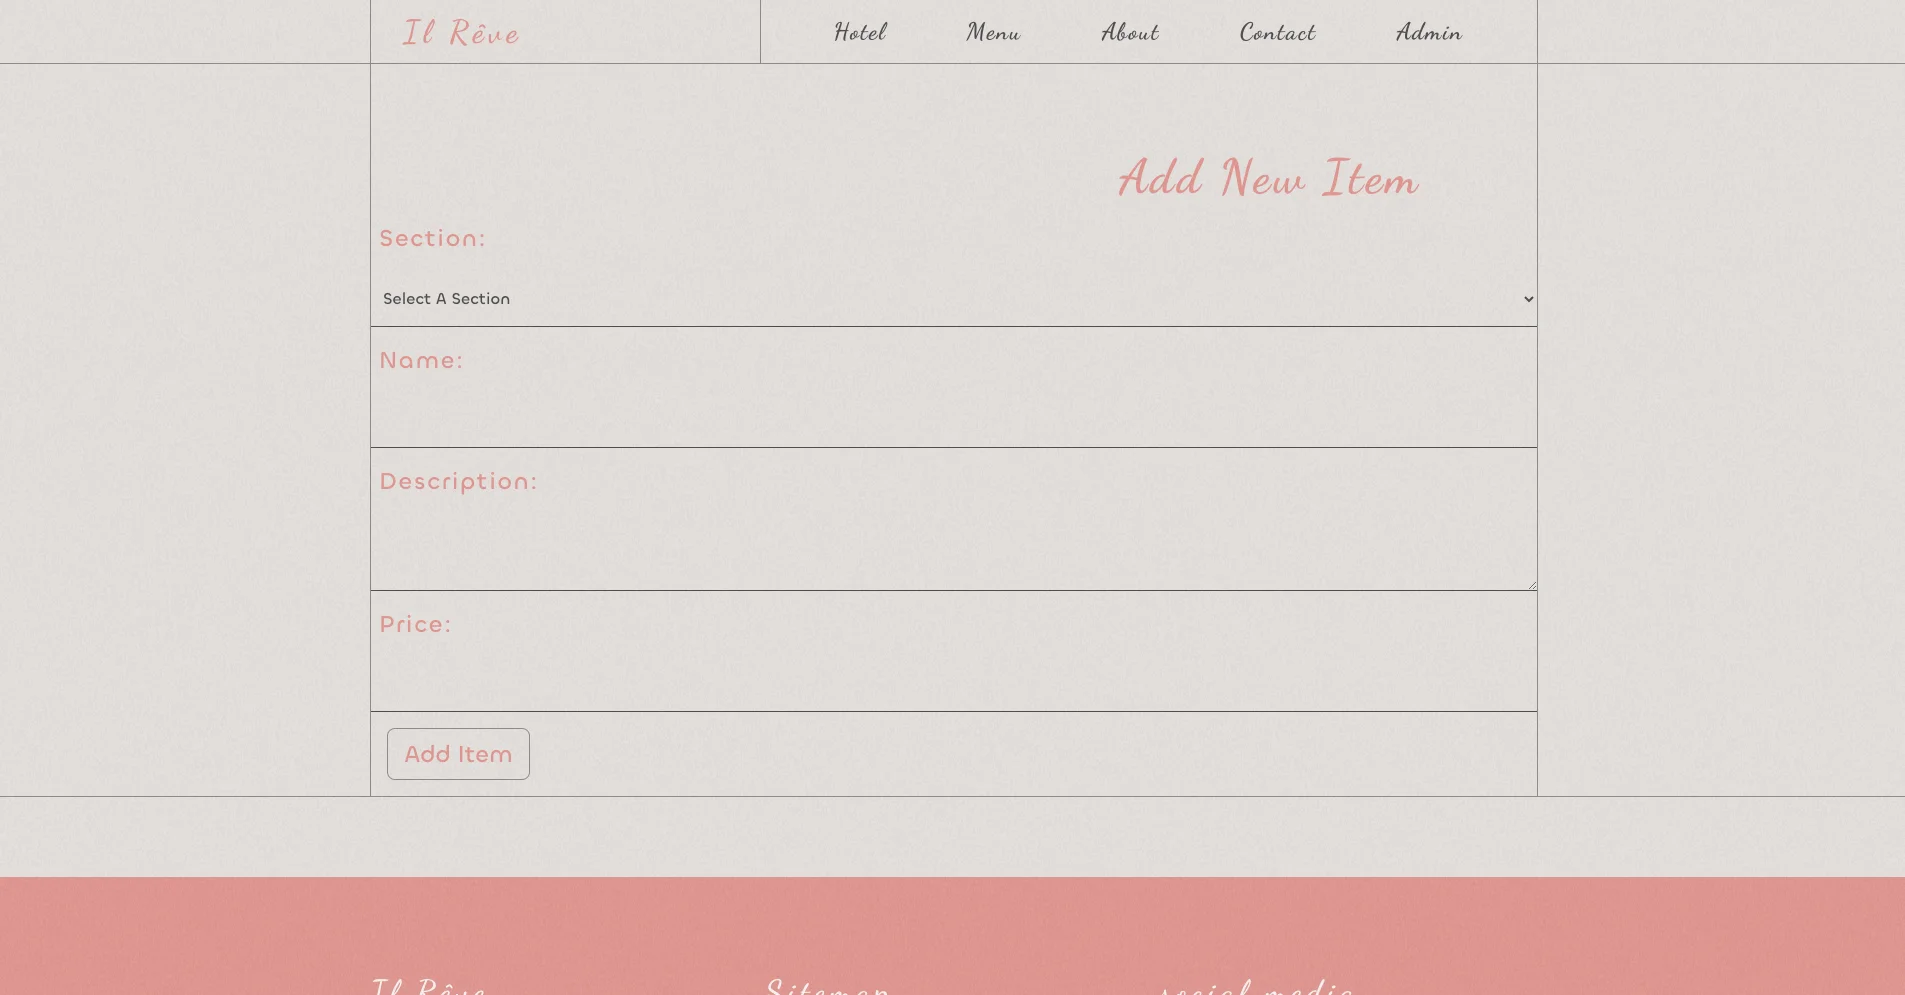 Il Rêve
Hotel Menu About Contact Admin
Add New Item
Section:
Select A Section
Name:
Description:
Price:
Add Item
Il Rêve Sitemap social media